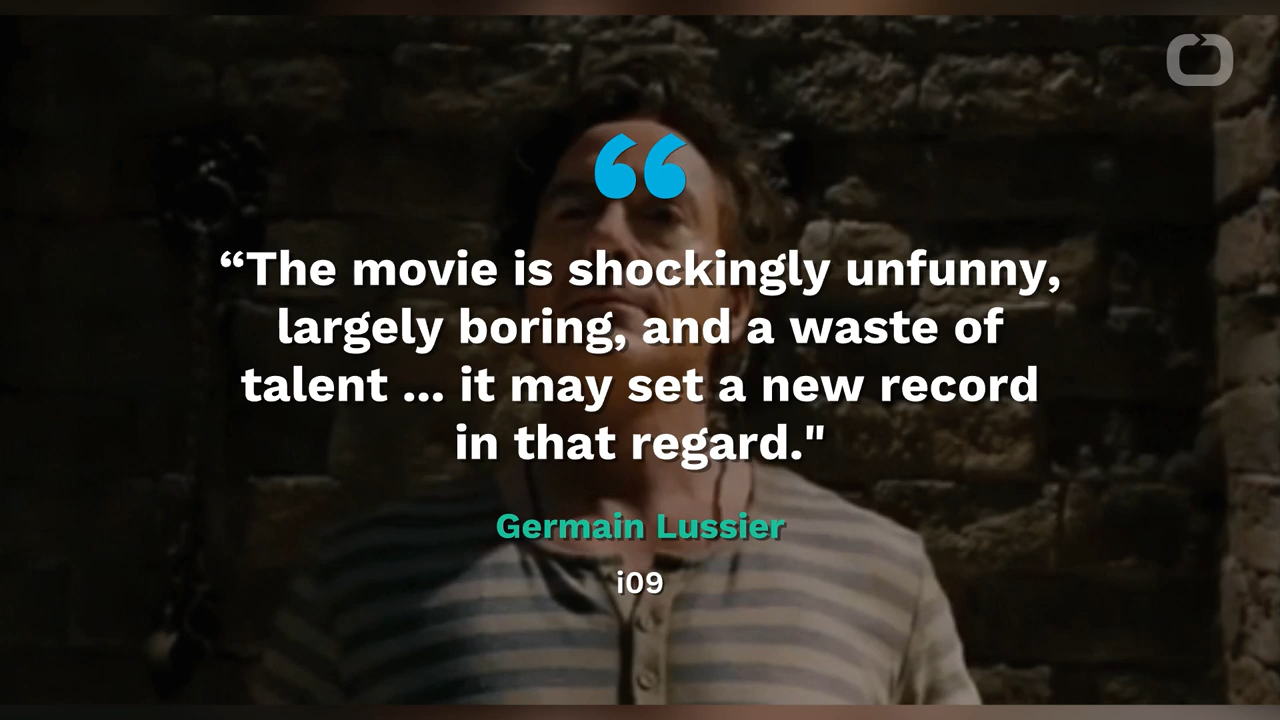 “The movie is shockingly unfunny,
largely boring, and a waste of
talent ... it may set a new record
in that regard."
Germain Lussier
i09